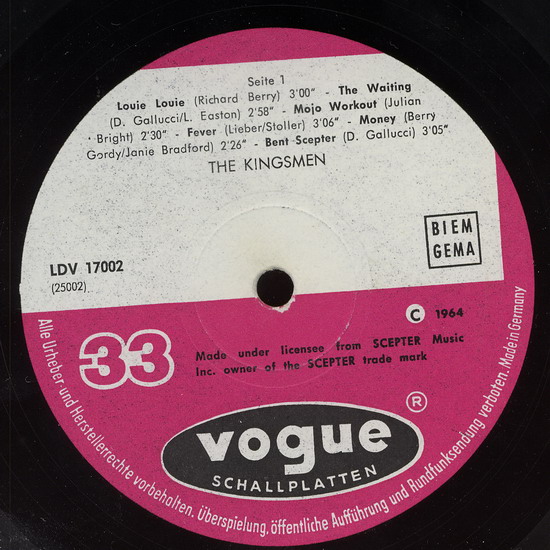 Seite 1
Louie Louie (Richard Berry) 3'00" - The Waiting
(D. Gallucci/L. Easton) 2'58" - Mojo Workout (Julian
Bright) 2'30" - Fever (Lieber/Stoller) 3'06" - Money (Berry
Gordy/Janie Bradford) 2'26" - Bent Scepter (D. Gallucci) 3'05"
THE KINGSMEN
BIEM
GEMA
LDV 17002
(25002)
C 1964
33
Made under licensee from SCEPTER Music
Inc. owner of the SCEPTER trade mark
vogue ®
SCHALLPLATTEN
Alle Urheber- und Herstellerrechte vorbehalten. Überspielung, öffentliche Aufführung und Rundfunksendung verboten. Made in Germany